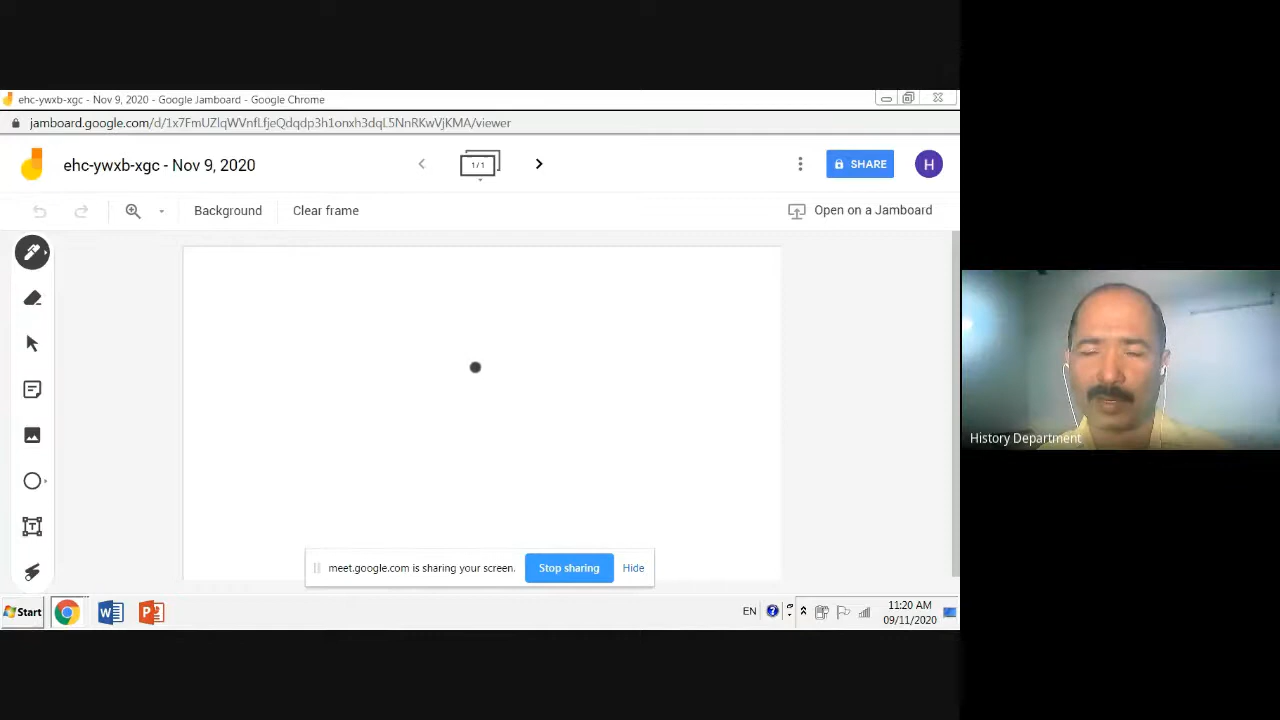 ehc-ywxb-xgc - Nov 9, 2020 - Google Jamboard - Google Chrome
jamboard.google.com/d/1x7FmUZlqWVnfLfjeQdqdp3h1onxh3dqL5NnRKwVjKMA/viewer
ehc-ywxb-xgc - Nov 9, 2020
1/1
SHARE
H
Background
Clear frame
Open on a Jamboard
T
History Department
meet.google.com is sharing your screen.
Stop sharing
Hide
Start
W
P
EN
?
11:20 AM
09/11/2020